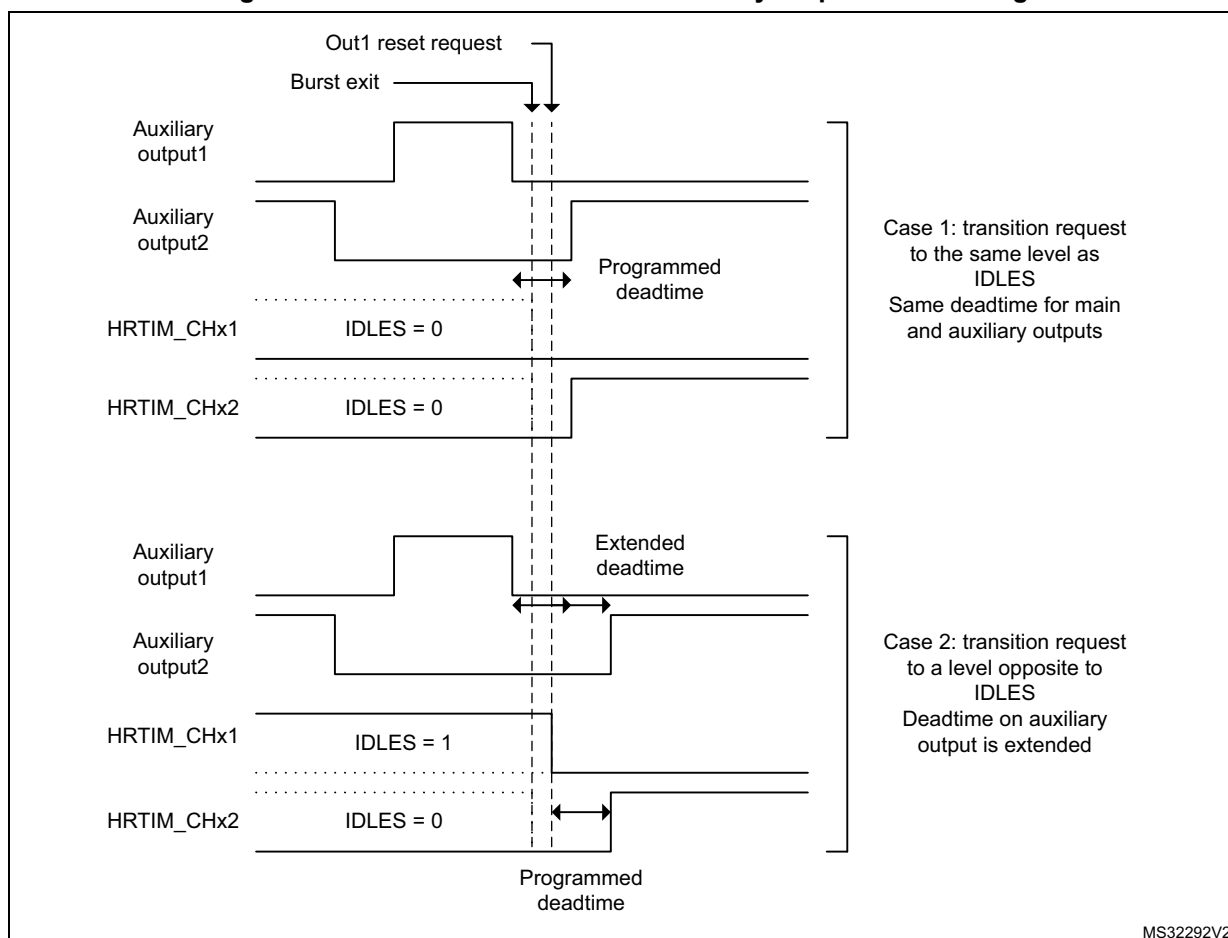 Out1 reset request
Burst exit
Auxiliary
output1
Auxiliary
output2
Programmed
deadtime
HRTIM_CHx1
IDLES = 0
HRTIM_CHx2
IDLES = 0
Case 1: transition request
to the same level as
IDLES
Same deadtime for main
and auxiliary outputs
Auxiliary
output1
Extended
deadtime
Auxiliary
output2
HRTIM_CHx1
IDLES = 1
HRTIM_CHx2
IDLES = 0
Programmed
deadtime
Case 2: transition request
to a level opposite to
IDLES
Deadtime on auxiliary
output is extended
MS32292V2